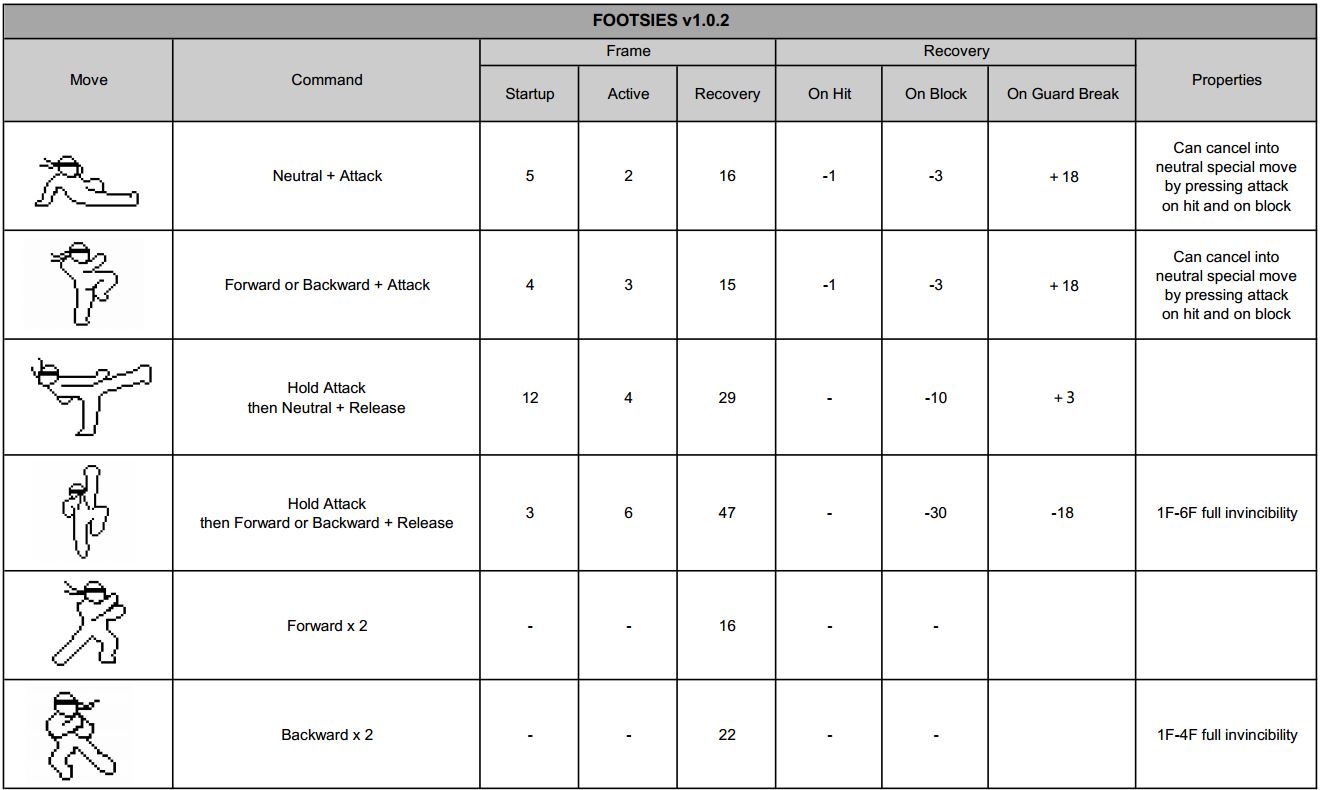 FOOTSIES v1.0.2
Move
Command
Frame
Recovery
Properties
Startup
Active
Recovery
On Hit
On Block
On Guard Break
Neutral + Attack
5
2
16
-1
-3
+ 18
Can cancel into
neutral special move
by pressing attack
on hit and on block
Forward or Backward + Attack
4
3
15
-1
-3
+ 18
Can cancel into
neutral special move
by pressing attack
on hit and on block
Hold Attack
then Neutral + Release
12
4
29
-
-10
+ 3
Hold Attack
then Forward or Backward + Release
3
6
47
-
-30
-18
1F-6F full invincibility
Forward x 2
-
-
16
-
-
Backward x 2
-
-
22
-
-
1F-4F full invincibility